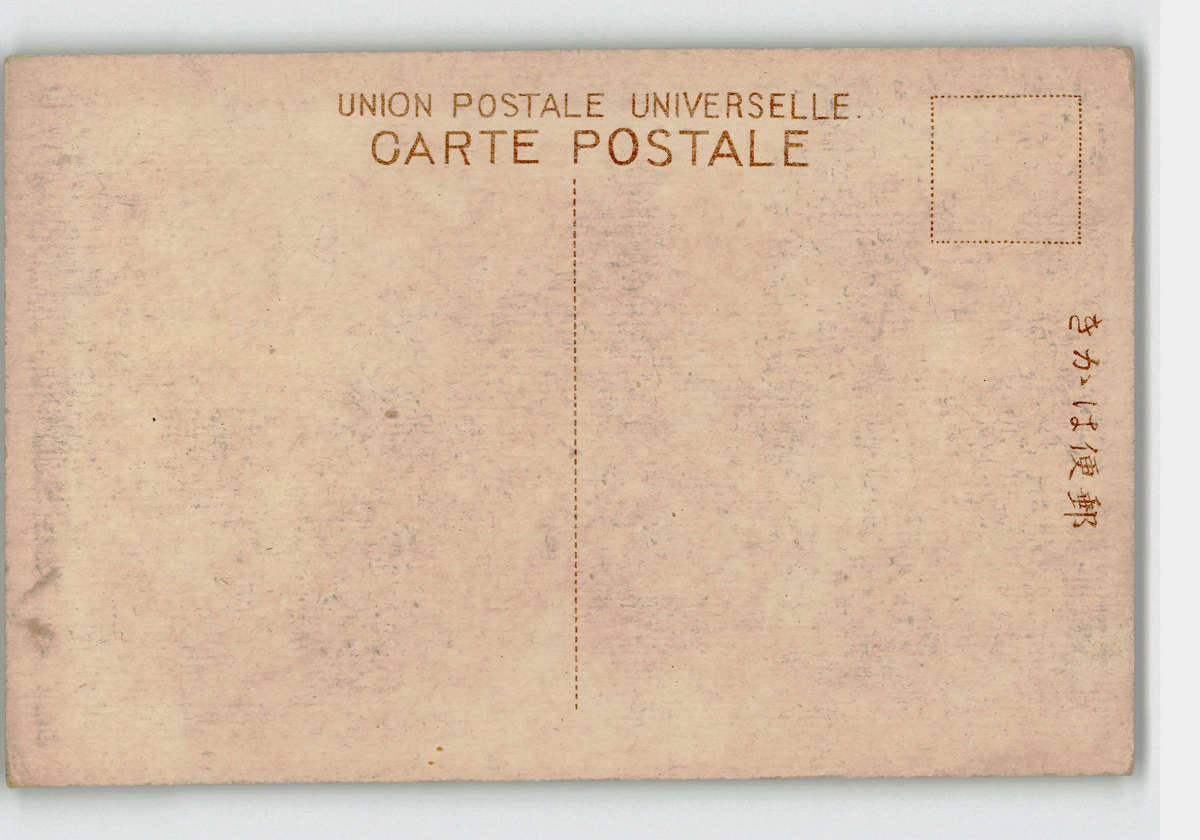 UNION POSTALE UNIVERSELLE.
CARTE POSTALE
郵便はかき